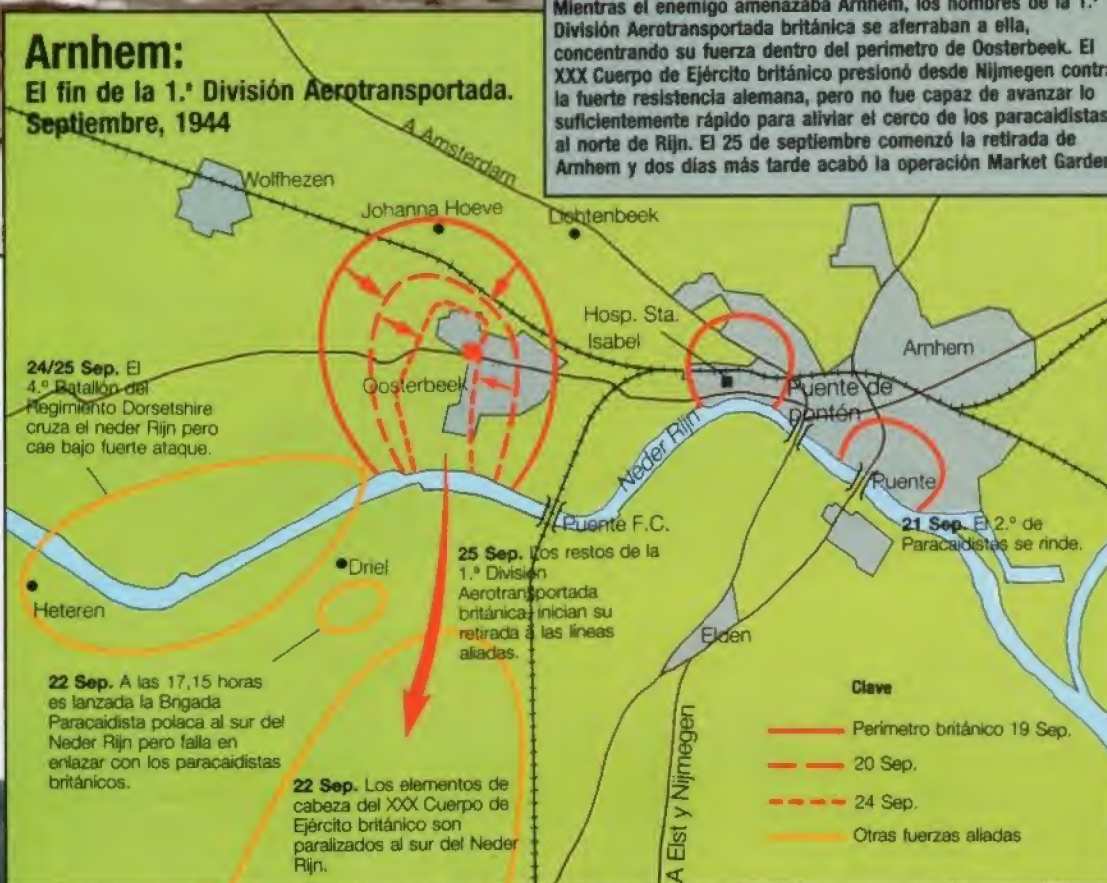 Arnhem:
El fin de la 1.ª División Aerotransportada.
Septiembre, 1944
Mientras el enemigo amenazaba Arnhem, los hombres de la 1.ª
División Aerotransportada británica se aferraban a ella,
concentrando su fuerza dentro del perimetro de Oosterbeek. El
XXX Cuerpo de Ejército británico presionó desde Nijmegen contra
la fuerte resistencia alemana, pero no fue capaz de avanzar lo
suficientemente rápido para aliviar el cerco de los paracaidistas
al norte de Rijn. El 25 de septiembre comenzó la retirada de
Arnhem y dos días más tarde acabó la operación Market Garden
A Amsterdam
Wolfhezen
Johanna Hoeve
Lichtenbeek
Hosp. Sta.
Isabel
Arnhem
24/25 Sep. El
4.º Batallón del
Regimiento Dorsetshire
cruza el neder Rijn pero
cae bajo fuerte ataque.
Oosterbeek
Puente de
pontón
Neder Rijn
Puente
Puente F.C.
21 Sep. El 2.º de
Paracaidistas se rinde.
25 Sep. Los restos de la
1.ª División
Aerotransportada
británica inician su
retirada a las líneas
aliadas.
Driel
Heteren
Elden
22 Sep. A las 17,15 horas
es lanzada la Brigada
Paracaidista polaca al sur del
Neder Rijn pero falla en
enlazar con los paracaidistas
británicos.
22 Sep. Los elementos de
cabeza del XXX Cuerpo de
Ejército británico son
paralizados al sur del Neder
Rijn.
A Elst y Nijmegen
Clave
Perímetro británico 19 Sep.
20 Sep.
24 Sep.
Otras fuerzas aliadas